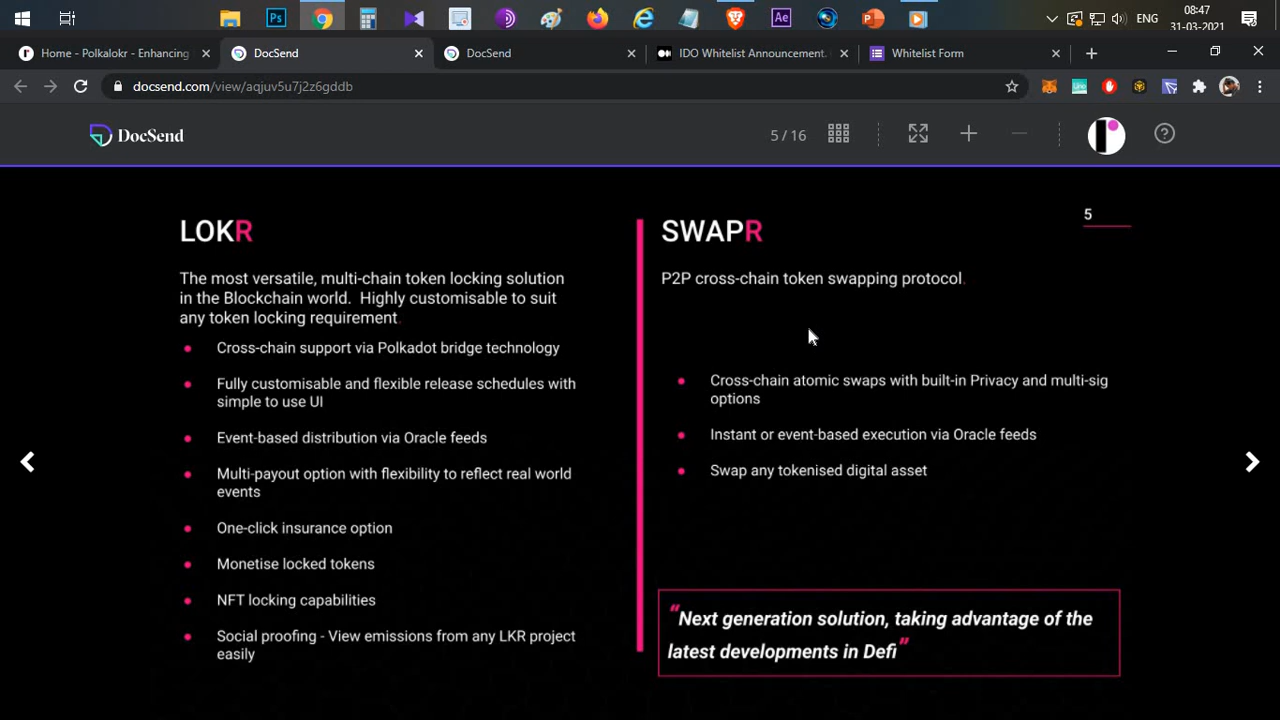 08:47
ENG
31-03-2021
Home - Polkalokr - Enhancing
DocSend
DocSend
IDO Whitelist Announcement.
Whitelist Form
docsend.com/view/aqjuv5u7j2z6gddb
DocSend
5 / 16
5
LOKR
The most versatile, multi-chain token locking solution
in the Blockchain world. Highly customisable to suit
any token locking requirement.
Cross-chain support via Polkadot bridge technology
Fully customisable and flexible release schedules with
simple to use UI
Event-based distribution via Oracle feeds
Multi-payout option with flexibility to reflect real world
events
One-click insurance option
Monetise locked tokens
NFT locking capabilities
Social proofing - View emissions from any LKR project
easily
SWAPR
P2P cross-chain token swapping protocol.
Cross-chain atomic swaps with built-in Privacy and multi-sig
options
Instant or event-based execution via Oracle feeds
Swap any tokenised digital asset
“Next generation solution, taking advantage of the
latest developments in Defi”